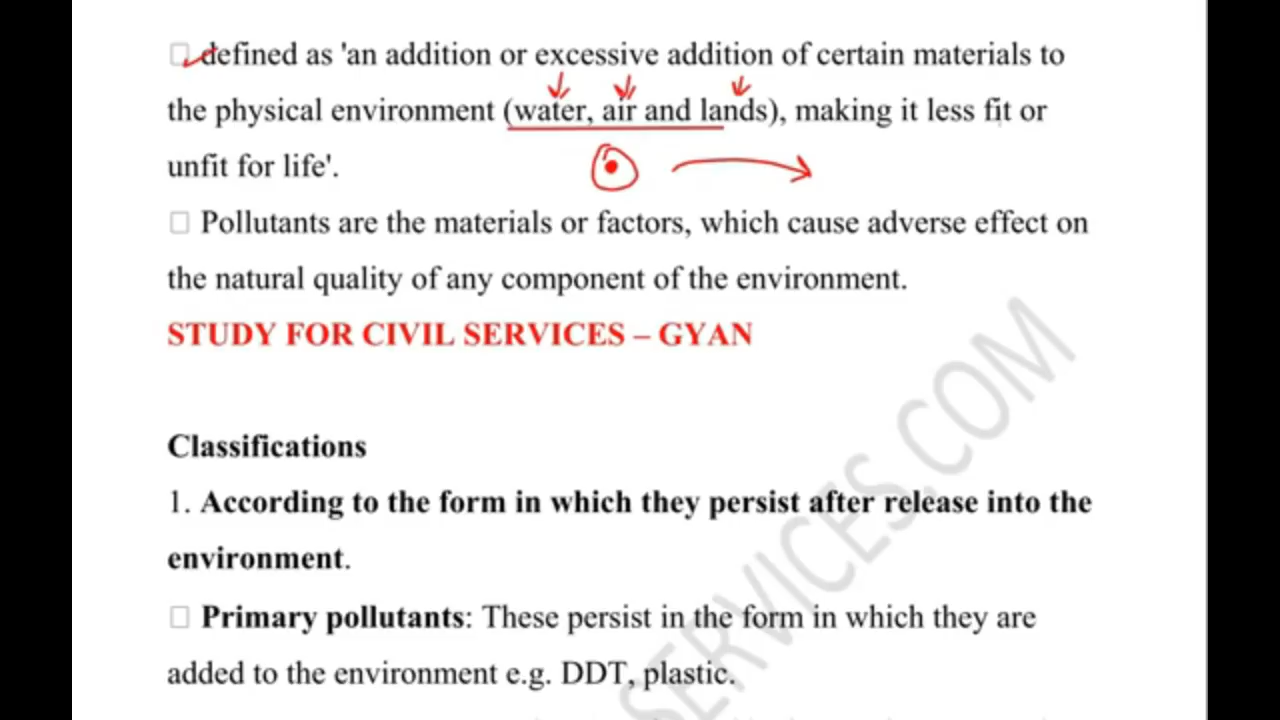 defined as 'an addition or excessive addition of certain materials to
the physical environment (water, air and lands), making it less fit or
unfit for life'.
Pollutants are the materials or factors, which cause adverse effect on
the natural quality of any component of the environment.
STUDY FOR CIVIL SERVICES – GYAN
Classifications
1. According to the form in which they persist after release into the
environment.
Primary pollutants: These persist in the form in which they are
added to the environment e.g. DDT, plastic.
SERVICES.COM